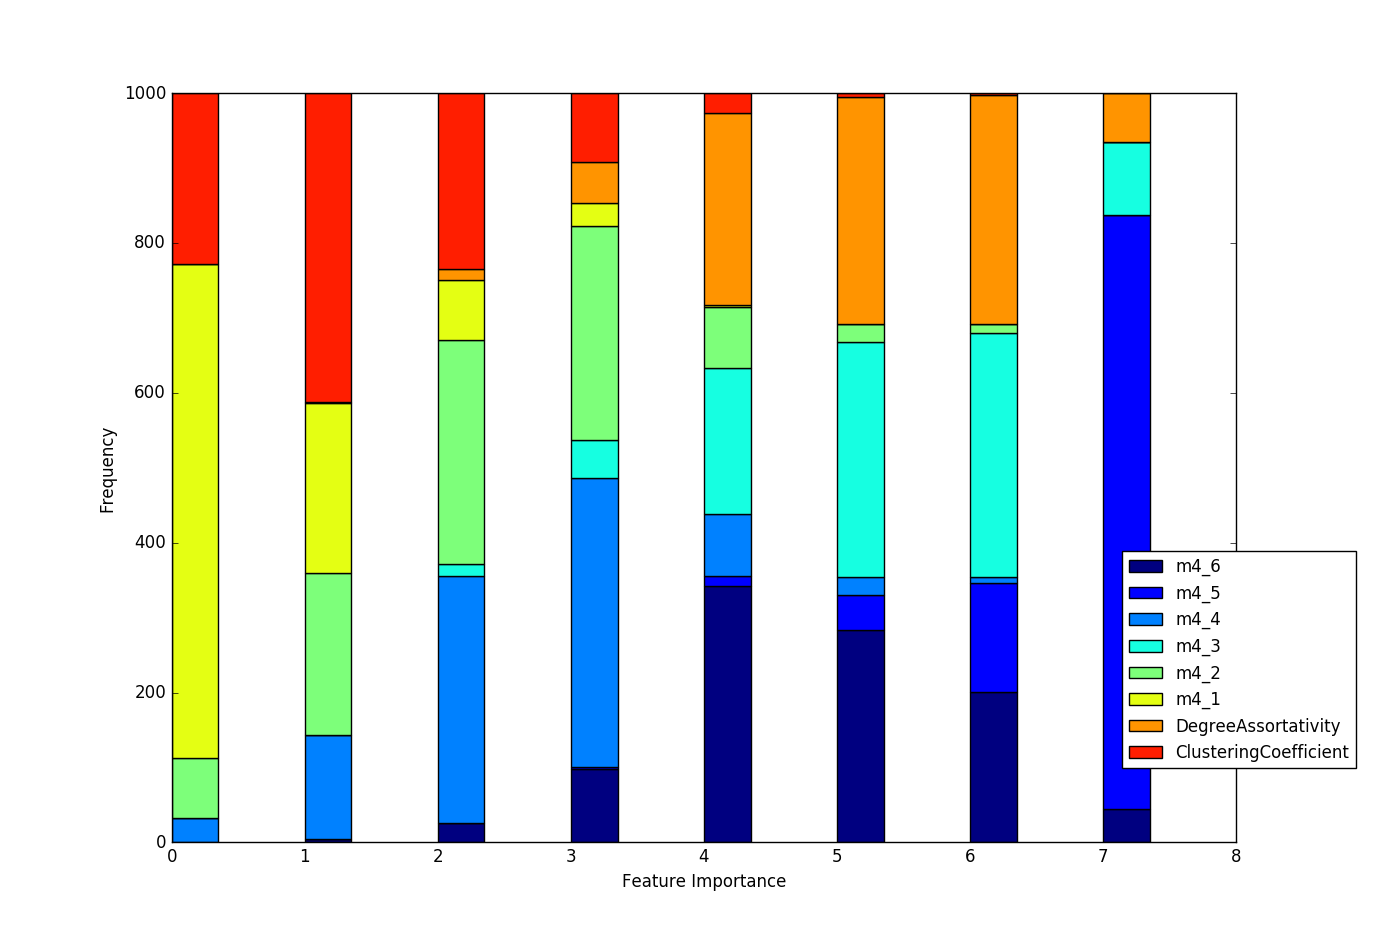 1000
800
600
400
200
0
Frequency
0 1 2 3 4 5 6 7 8
Feature Importance
m4_6
m4_5
m4_4
m4_3
m4_2
m4_1
DegreeAssortativity
ClusteringCoefficient